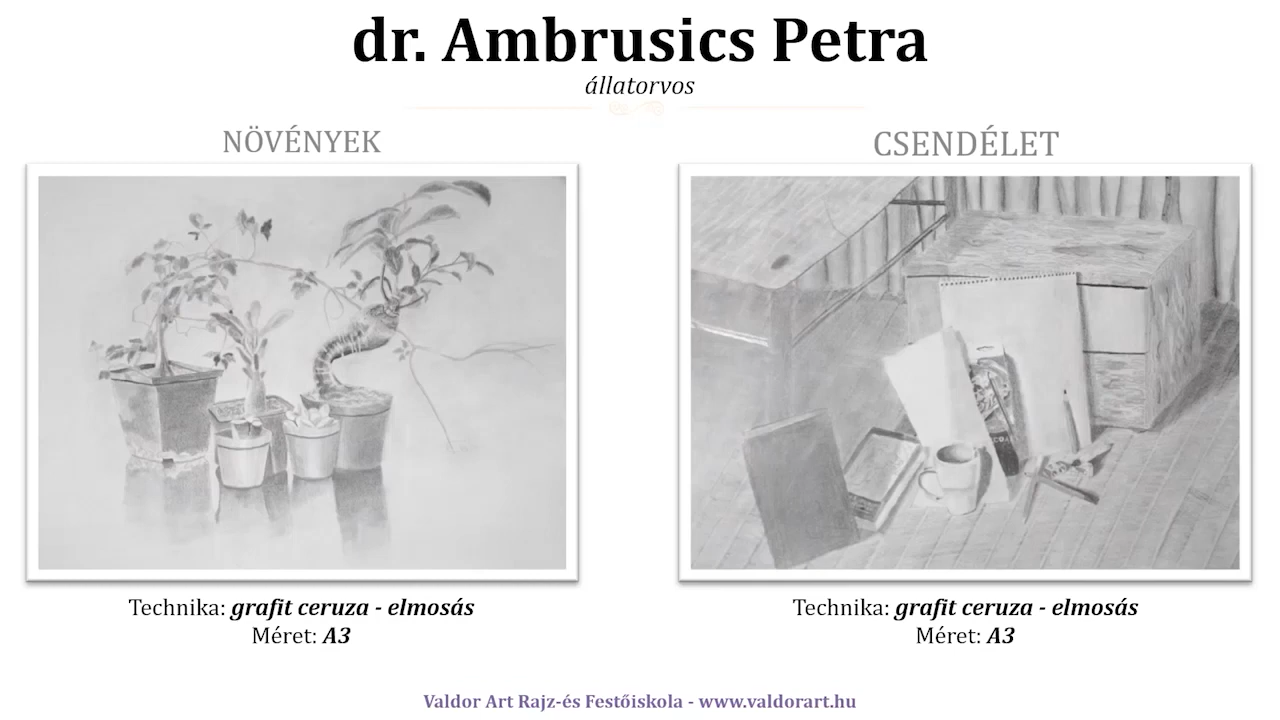 dr. Ambrusics Petra
állatorvos
NÖVÉNYEK
CSENDÉLET
Technika: grafit ceruza - elmosás
Méret: A3
Technika: grafit ceruza - elmosás
Méret: A3
Valdor Art Rajz-és Festőiskola - www.valdorart.hu